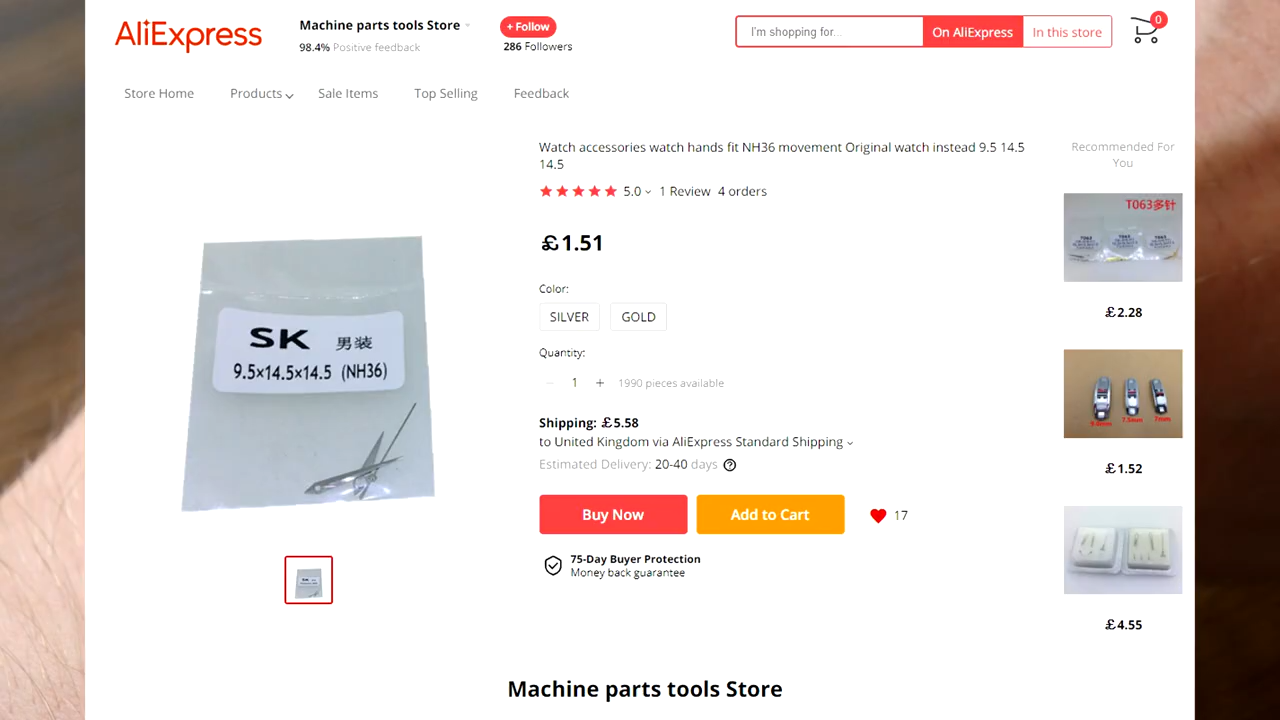 AliExpress
Machine parts tools Store
98.4% Positive feedback
+ Follow
286 Followers
I'm shopping for...
On AliExpress
In this store
0
Store Home
Products
Sale Items
Top Selling
Feedback
Watch accessories watch hands fit NH36 movement Original watch instead 9.5 14.5
14.5
5.0
1 Review
4 orders
£1.51
Color:
SILVER
GOLD
Quantity:
1
1990 pieces available
Shipping: £5.58
to United Kingdom via AliExpress Standard Shipping
Estimated Delivery: 20-40 days
Buy Now
Add to Cart
17
75-Day Buyer Protection
Money back guarantee
SK 男装
9.5×14.5×14.5 (NH36)
Recommended For
You
T063多针
£2.28
7.5mm
7mm
£1.52
£4.55
Machine parts tools Store